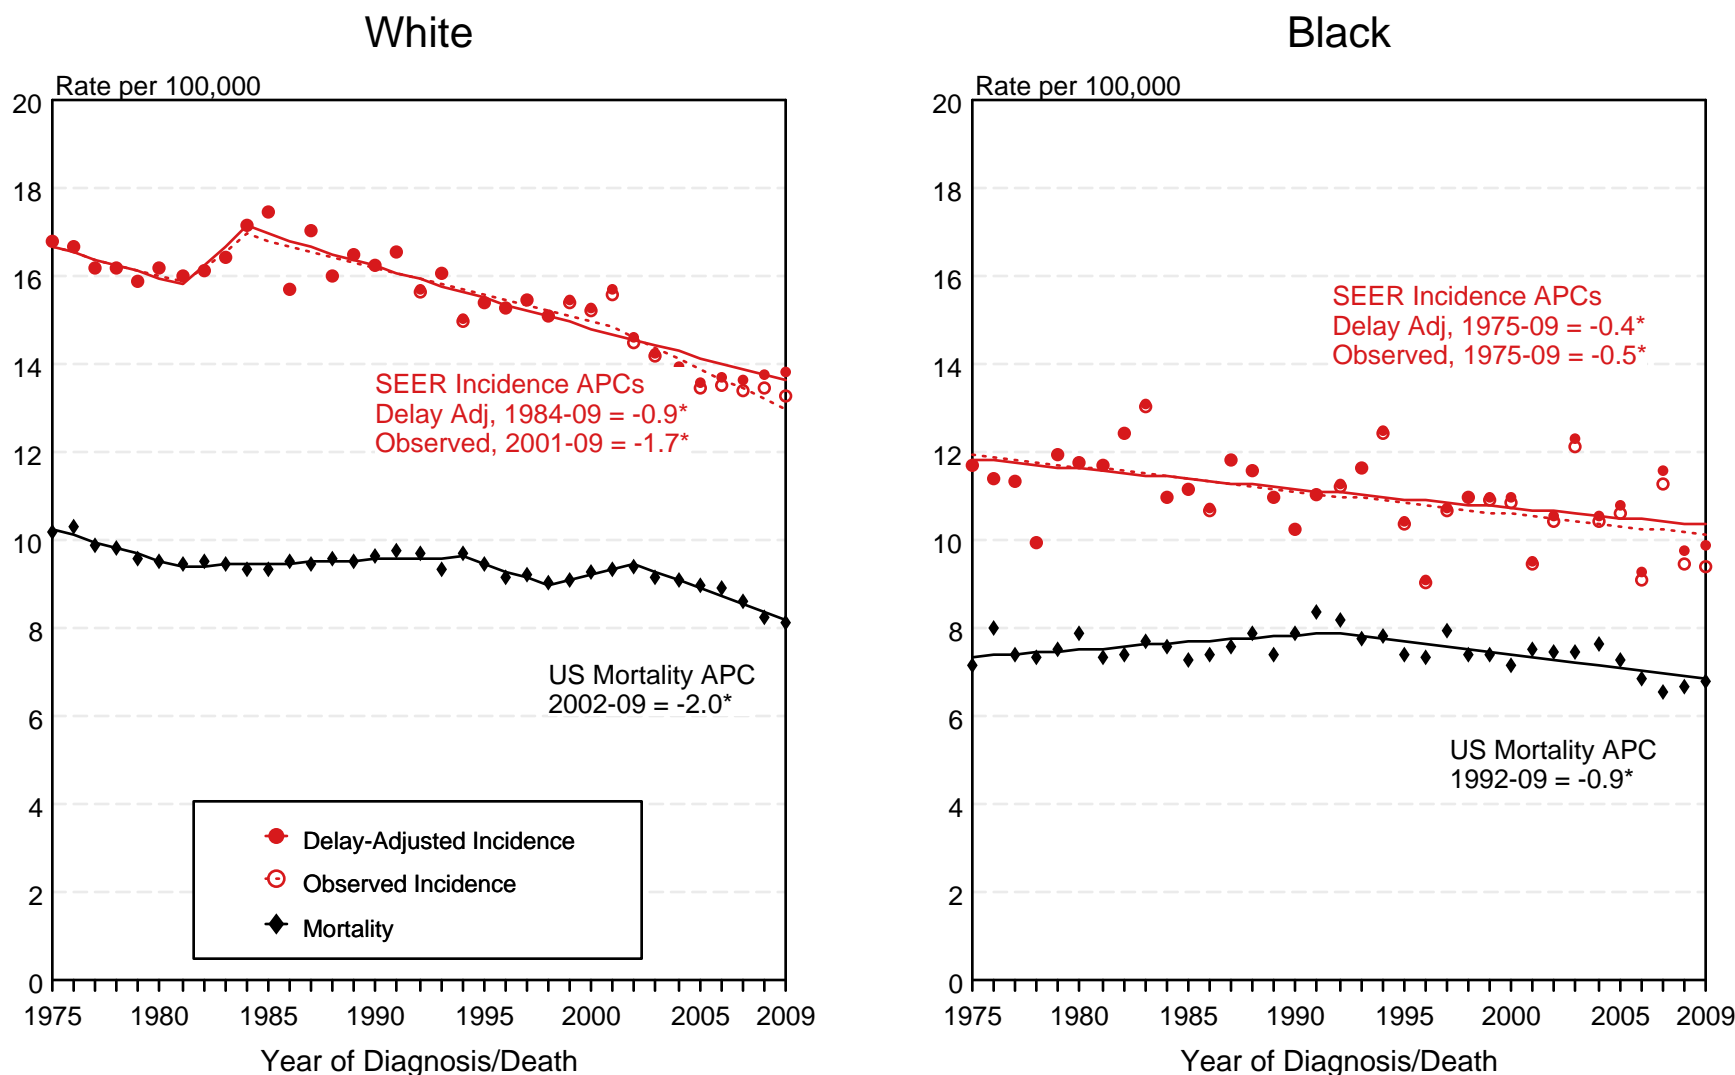 White
Rate per 100,000
20
18
16
14
12
10
8
6
4
2
0
SEER Incidence APCs
Delay Adj, 1984-09 = -0.9*
Observed, 2001-09 = -1.7*
US Mortality APC
2002-09 = -2.0*
Delay-Adjusted Incidence
Observed Incidence
Mortality
1975 1980 1985 1990 1995 2000 2005 2009
Year of Diagnosis/Death
Black
Rate per 100,000
20
18
16
14
12
10
8
6
4
2
0
SEER Incidence APCs
Delay Adj, 1975-09 = -0.4*
Observed, 1975-09 = -0.5*
US Mortality APC
1992-09 = -0.9*
1975 1980 1985 1990 1995 2000 2005 2009
Year of Diagnosis/Death